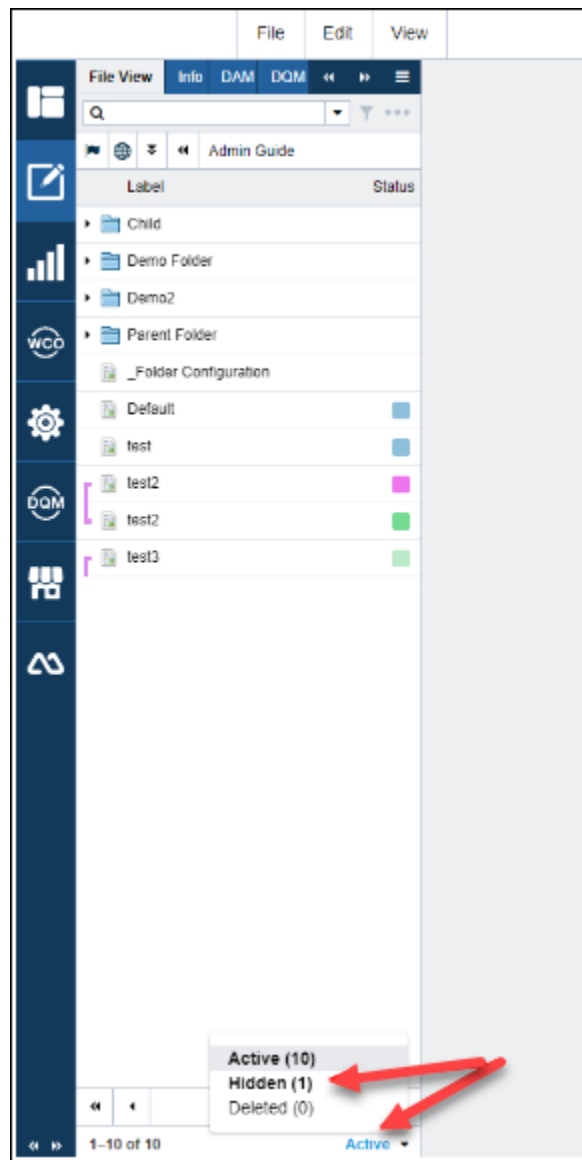 File Edit View
File View Info DAM DQM
Admin Guide
Label Status
Child
Demo Folder
Demo2
WCO
Parent Folder
_Folder Configuration
Default
test
test2
DQM
test2
test3
Active (10)
Hidden (1)
Deleted (0)
1–10 of 10 Active